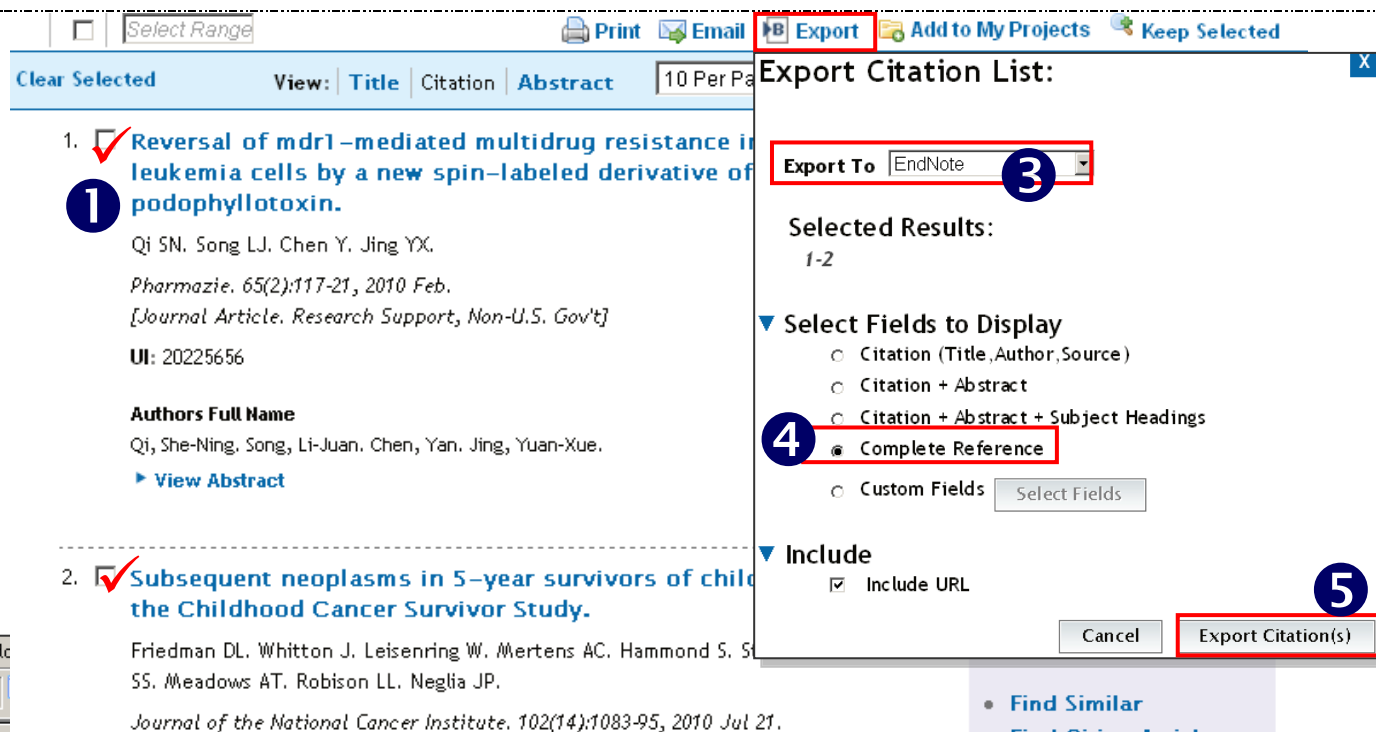 Select Range
Print Email Export Add to My Projects Keep Selected
Clear Selected View: Title Citation Abstract 10 Per Pa
1. Reversal of mdr1-mediated multidrug resistance in
leukemia cells by a new spin-labeled derivative of
podophyllotoxin.
1
Qi SN. Song LJ. Chen Y. Jing YX.
Pharmazie. 65(2):117-21, 2010 Feb.
[Journal Article. Research Support, Non-U.S. Gov't]
UI: 20225656
Authors Full Name
Qi, She-Ning. Song, Li-Juan. Chen, Yan. Jing, Yuan-Xue.
View Abstract
2. Subsequent neoplasms in 5-year survivors of child
the Childhood Cancer Survivor Study.
Friedman DL. Whitton J. Leisenring W. Mertens AC. Hammond S. S
SS. Meadows AT. Robison LL. Neglia JP.
Journal of the National Cancer Institute. 102(14):1083-95, 2010 Jul 21.
Export Citation List:
X
Export To EndNote
3
Selected Results:
1-2
Select Fields to Display
Citation (Title,Author,Source)
Citation + Abstract
Citation + Abstract + Subject Headings
4
Complete Reference
Custom Fields Select Fields
Include
Include URL
5
Cancel Export Citation(s)
Find Similar